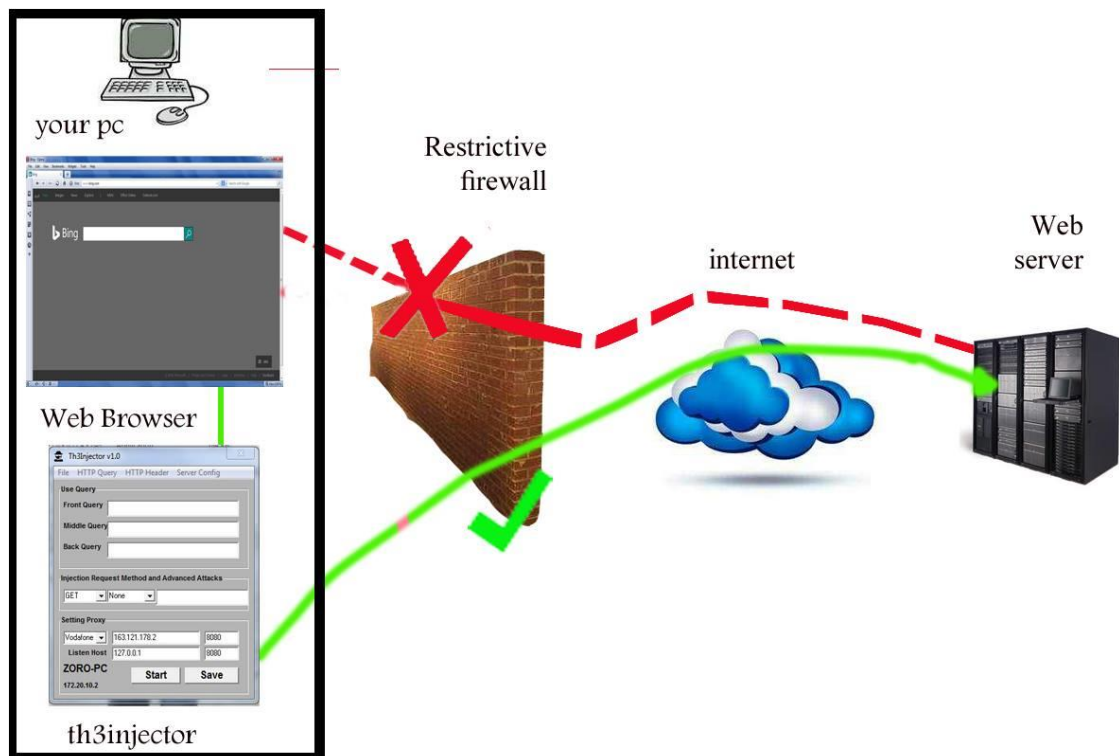 your pc
Bing
Web Browser
Th3Injector v1.0
File HTTP Query HTTP Header Server Config
Use Query
Front Query
Middle Query
Back Query
Injection Request Method and Advanced Attacks
GET None
Setting Proxy
Vodafone 163.121.178.2 8080
Listen Host 127.0.0.1 8080
ZORO-PC
172.20.10.2
Start Save
th3injector
Restrictive
firewall
internet
Web
server